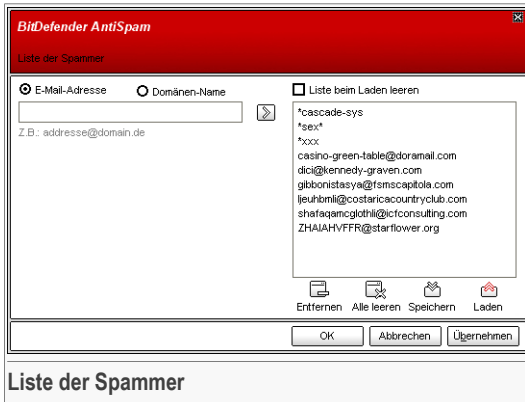 BitDefender AntiSpam
Liste der Spammer
E-Mail-Adresse
Domänen-Name
Z.B.: addresse@domain.de
Liste beim Laden leeren
*cascade-sys
*sex*
*xxx
casino-green-table@doramail.com
dici@kennedy-graven.com
gibbonistasya@fsmscapitola.com
ljeuhbmli@costaricacountryclub.com
shafaqamcglothli@icfconsulting.com
ZHAIAHVFFR@starflower.org
Entfernen
Alle leeren
Speichern
Laden
OK
Abbrechen
Übernehmen
Liste der Spammer